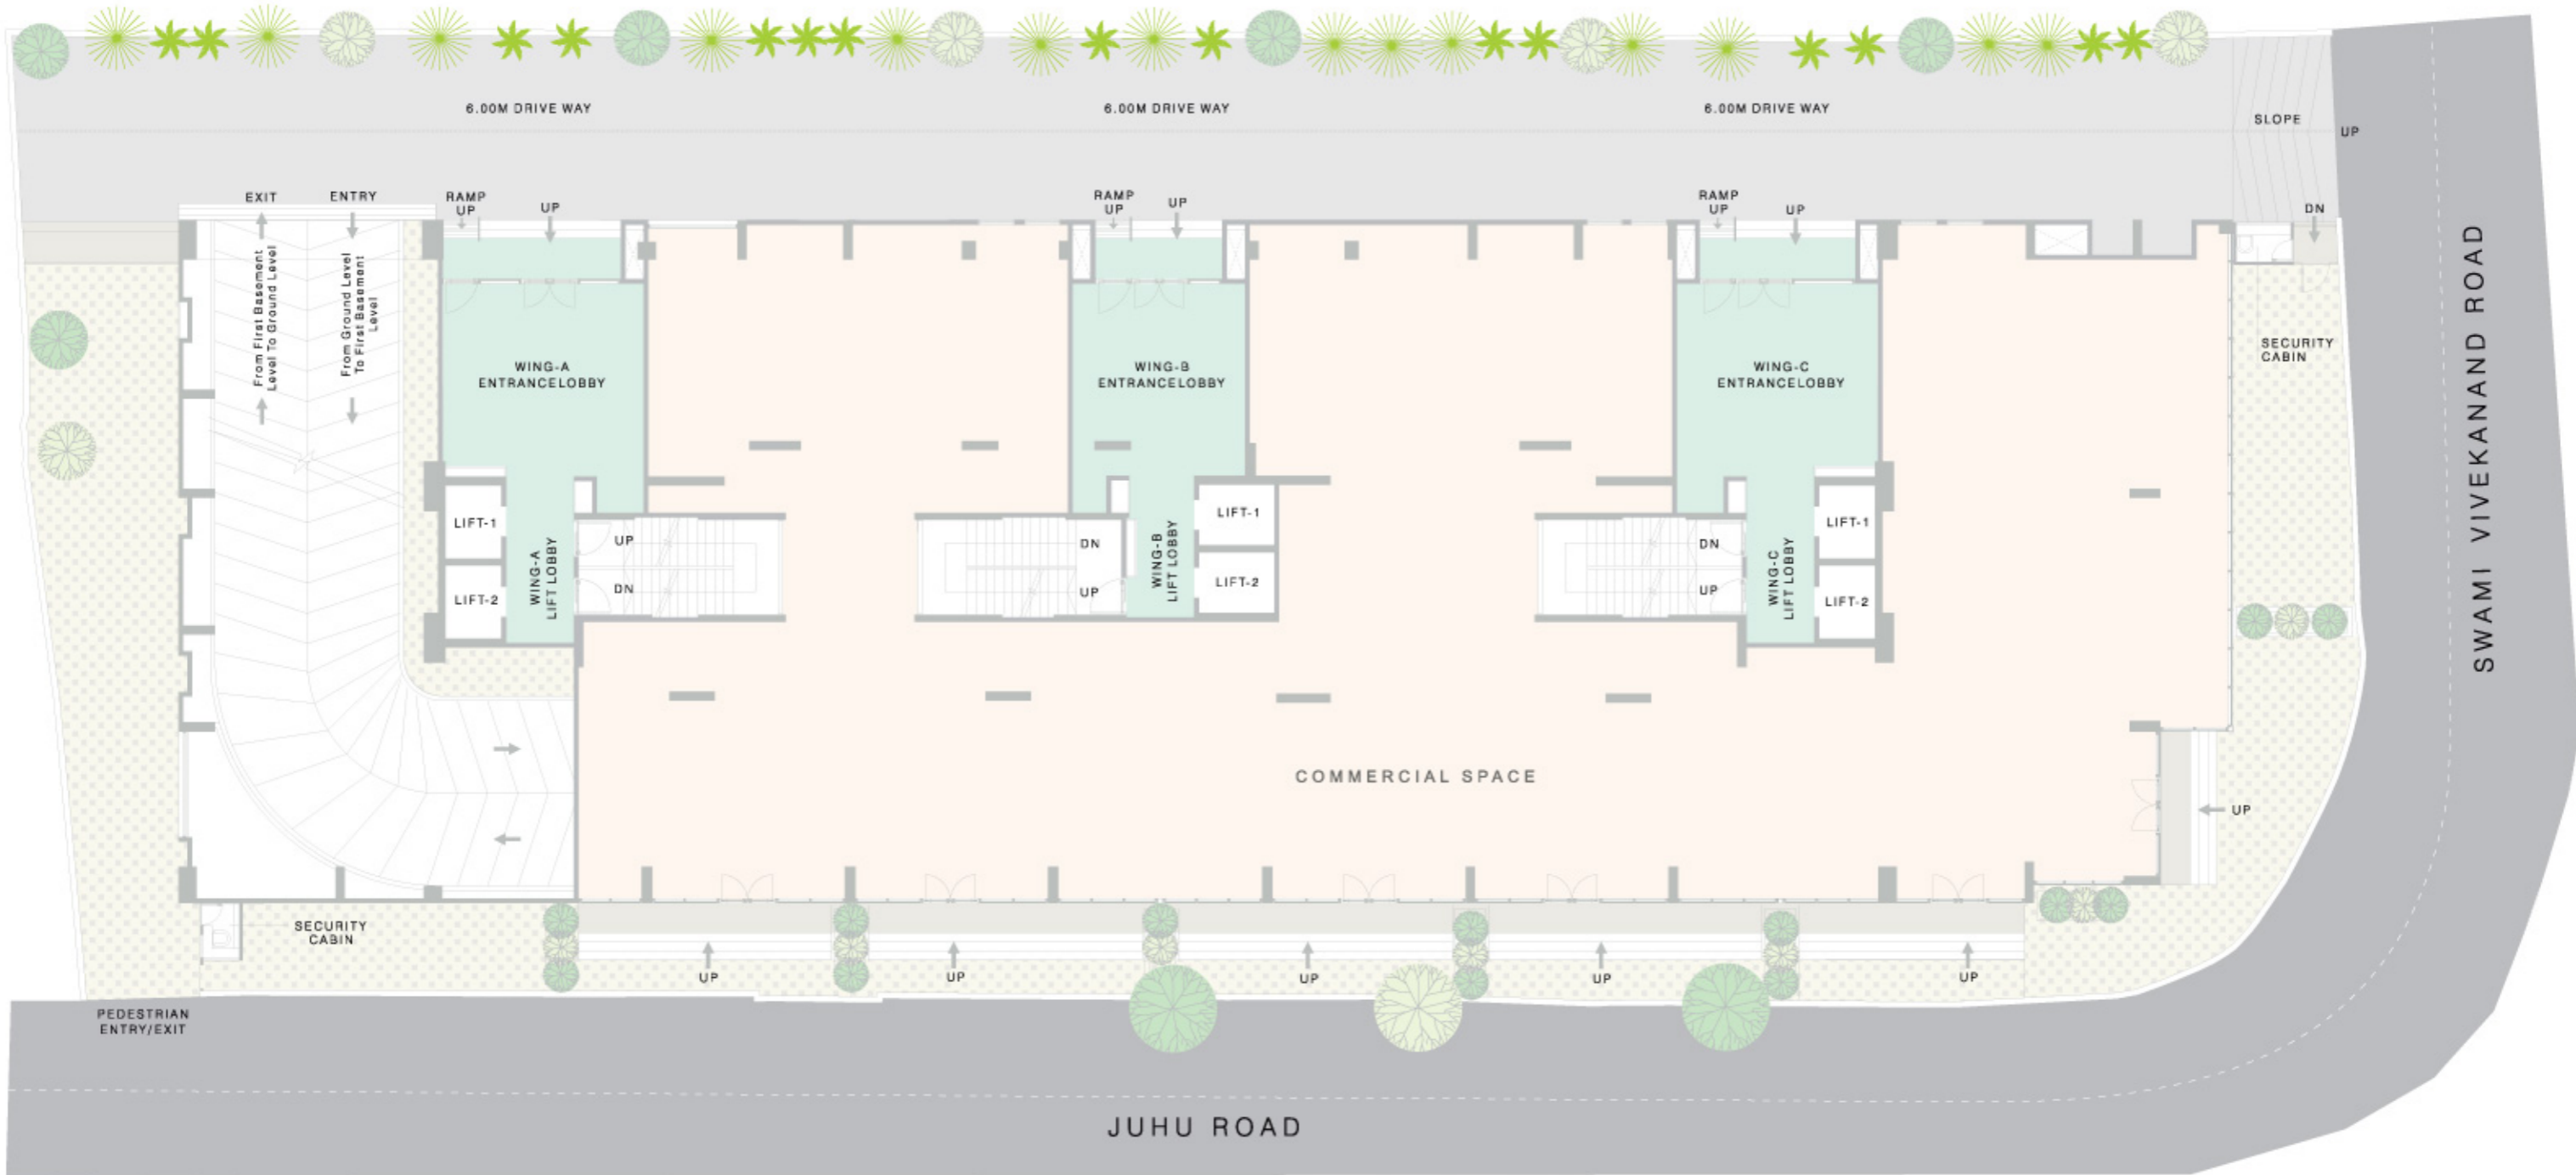 6.00M DRIVE WAY
6.00M DRIVE WAY
6.00M DRIVE WAY
SLOPE
UP
EXIT
ENTRY
RAMP
UP
UP
RAMP
UP
UP
RAMP
UP
UP
DN
From First Basement
Level To Ground Level
From Ground Level
To First Basement
Level
WING-A
ENTRANCELOBBY
WING-B
ENTRANCELOBBY
WING-C
ENTRANCELOBBY
SECURITY
CABIN
SWAMI VIVEKANAND ROAD
LIFT-1
LIFT-2
WING-A
LIFT LOBBY
UP
DN
DN
UP
WING-B
LIFT LOBBY
LIFT-1
LIFT-2
DN
UP
WING-C
LIFT LOBBY
LIFT-1
LIFT-2
COMMERCIAL SPACE
UP
SECURITY
CABIN
UP
UP
UP
UP
UP
PEDESTRIAN
ENTRY/EXIT
JUHU ROAD